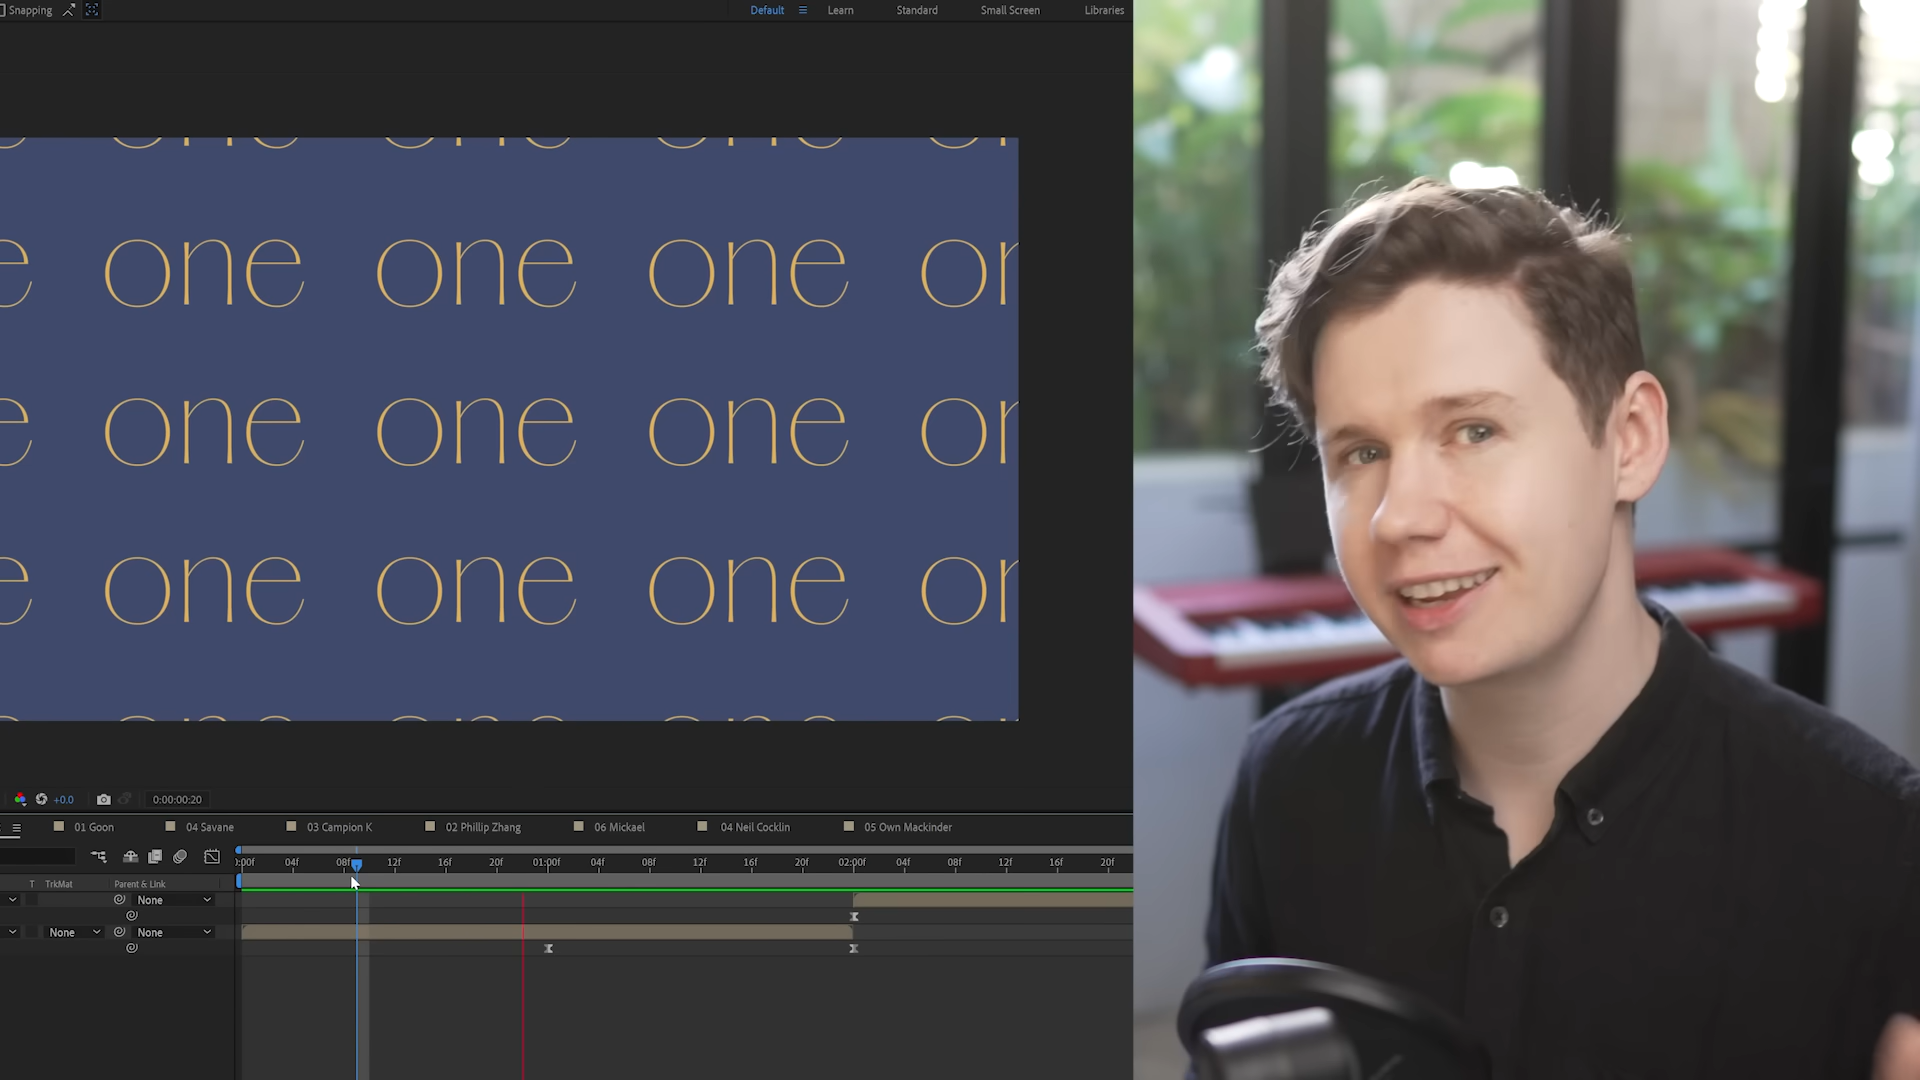 Snapping Default Learn Standard Small Screen Libraries
one one one
one one one
one one one
+0.0 0:00:00:20
01 Goon 04 Savane 03 Campion K 02 Phillip Zhang 06 Mickael 04 Neil Cocklin 05 Own Mackinder
:00f 04f 08f 12f 16f 20f 01:00f 04f 08f 12f 16f 20f 02:00f 04f 08f 12f 16f 20f
T TrkMat Parent & Link
None
None None